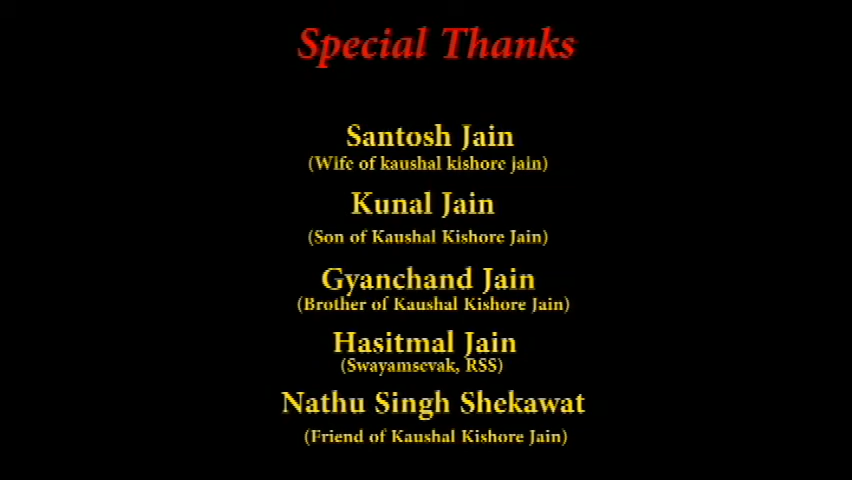 Special Thanks
Santosh Jain
(Wife of kaushal kishore jain)
Kunal Jain
(Son of Kaushal Kishore Jain)
Gyanchand Jain
(Brother of Kaushal Kishore Jain)
Hasitmal Jain
(Swayamsevak, RSS)
Nathu Singh Shekawat
(Friend of Kaushal Kishore Jain)